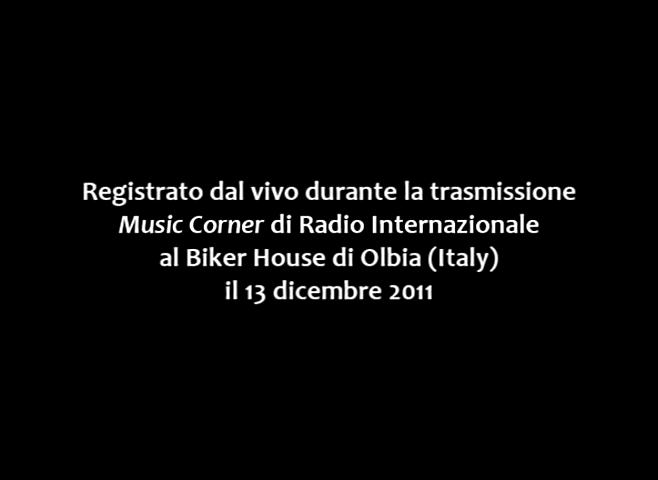 Registrato dal vivo durante la trasmissione
Music Corner di Radio Internazionale
al Biker House di Olbia (Italy)
il 13 dicembre 2011